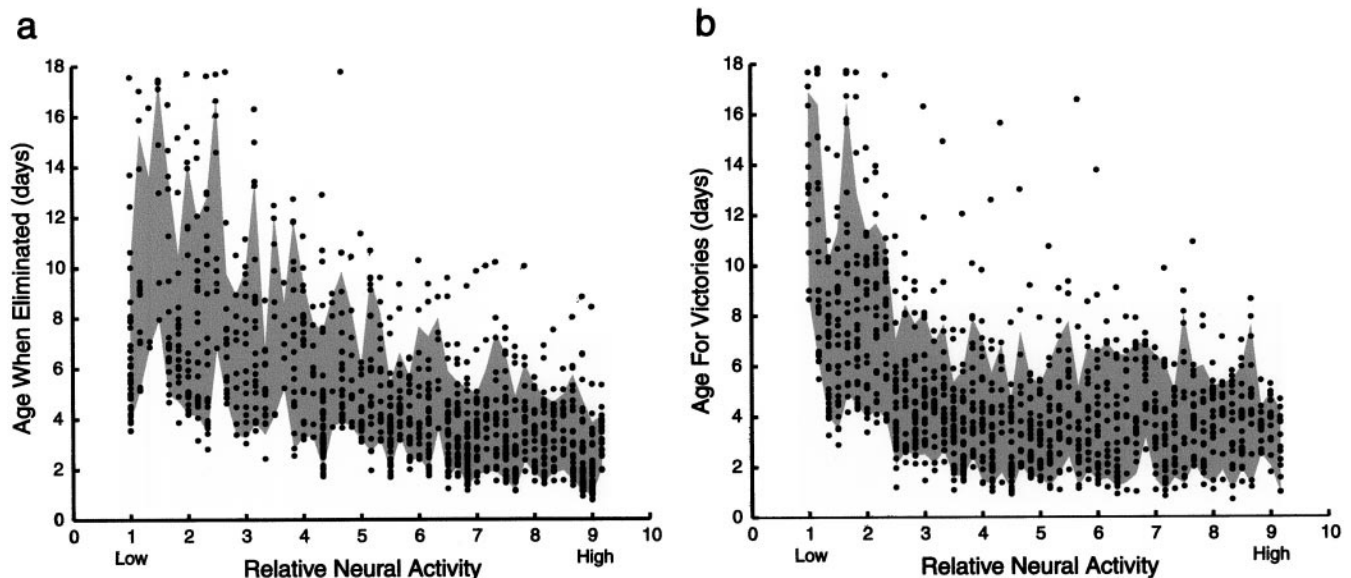 a
b
18
16
14
12
10
8
6
4
2
0
Age When Eliminated (days)
0 1 2 3 4 5 6 7 8 9 10
Low High
Relative Neural Activity
18
16
14
12
10
8
6
4
2
0
Age For Victories (days)
0 1 2 3 4 5 6 7 8 9 10
Low High
Relative Neural Activity